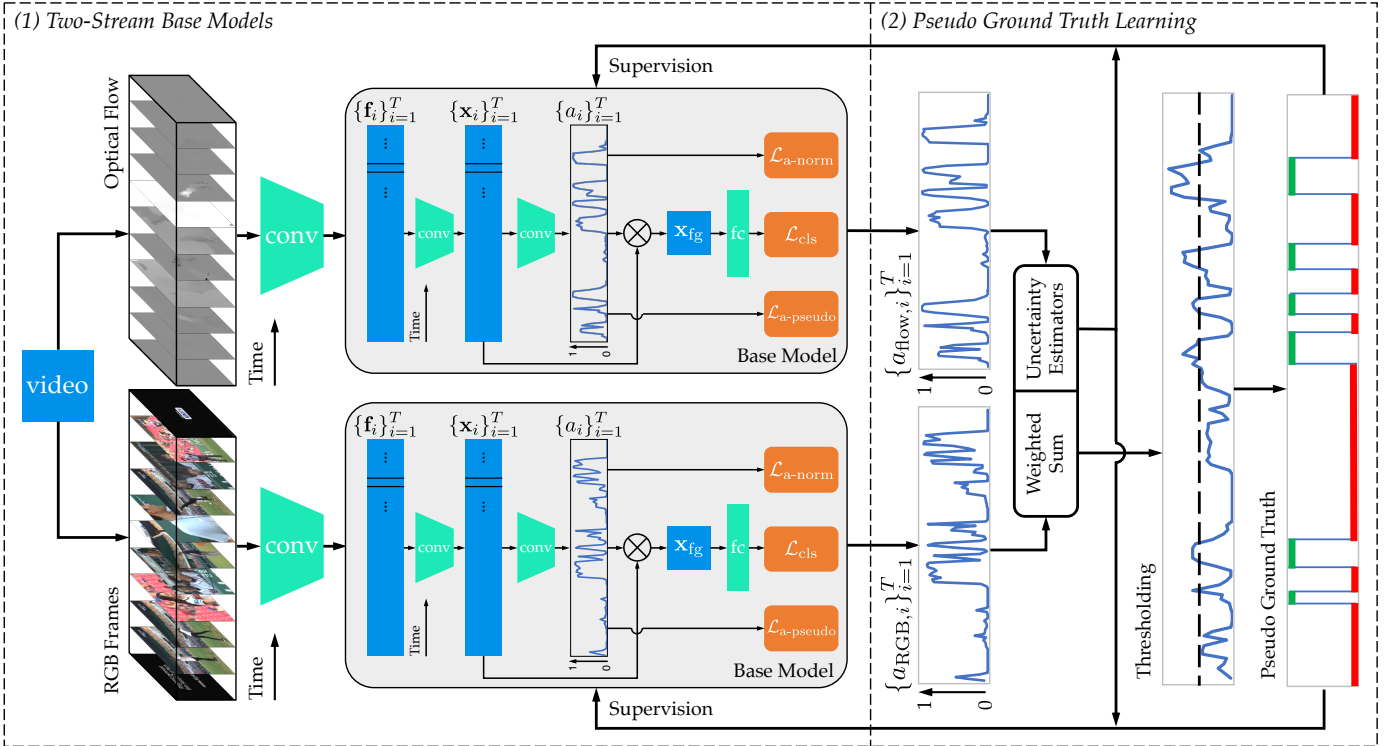 (1) Two-Stream Base Models
(2) Pseudo Ground Truth Learning
video
Optical Flow
Time
conv
Supervision
{f_i}_{i=1}^T
{x_i}_{i=1}^T
{a_i}_{i=1}^T
...
...
...
...
conv
conv
Time
1
0
x_fg
fc
L_a-norm
L_cls
L_a-pseudo
Base Model
RGB Frames
Time
conv
{f_i}_{i=1}^T
{x_i}_{i=1}^T
{a_i}_{i=1}^T
...
...
...
...
conv
conv
Time
1
0
x_fg
fc
L_a-norm
L_cls
L_a-pseudo
Base Model
Supervision
{a_flow,i}_{i=1}^T
1
0
{a_RGB,i}_{i=1}^T
1
0
Uncertainty
Estimators
Weighted
Sum
Thresholding
Pseudo Ground Truth